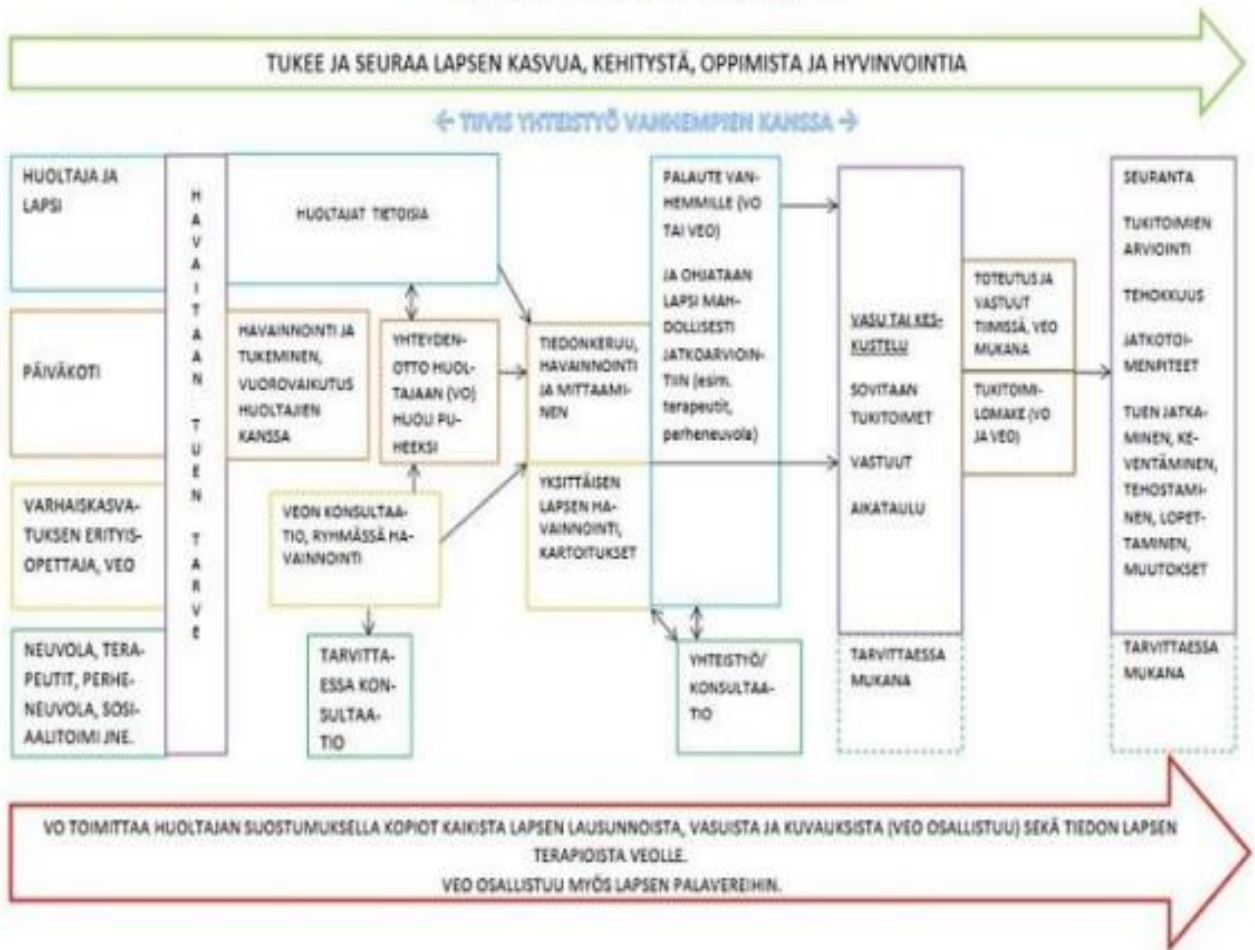 TUKEE JA SEURAA LAPSEN KASVUA, KEHITYSTÄ, OPPIMISTA JA HYVINVOINTIA
← TIIVIS YHTEISTYÖ VANHEMPIEN KANSSA →
HUOLTAJA JA
LAPSI
PÄIVÄKOTI
VARHAISKASVA-
TUKSEN ERITYIS-
OPETTAJA, VEO
NEUVOLA, TERA-
PEUTIT, PERHE-
NEUVOLA, SOSI-
AALITOIMI JNE.
HAVAITAAN TUEN TARVE
HUOLTAJAT TIETOISIA
HAVAINNOINTI JA
TUKEMINEN,
VUOROVAIKUTUS
HUOLTAJIEN
KANSSA
YHTEYDEN-
OTTO HUOL-
TAJAAN (VO)
HUOLI PU-
HEEKSI
VEON KONSULTAA-
TIO, RYHMÄSSÄ HA-
VAINNOINTI
TARVITTA-
ESSA KON-
SULTAA-
TIO
TIEDONKERUU,
HAVAINNOINTI
JA MITTAAMI-
NEN
YKSITTÄISEN
LAPSEN HA-
VAINNOINTI,
KARTOITUKSET
PALAUTE VAN-
HEMMILLE (VO
TAI VEO)
JA OHJATAAN
LAPSI MAH-
DOLLISESTI
JATKOARVIOIN-
TIIN (esim.
terapeutit,
perheneuvola)
YHTEISTYÖ/
KONSULTAA-
TIO
VASU TAI KES-
KUSTELU
SOVITAAN
TUKITOIMET
VASTUUT
AIKATAULU
TARVITTAESSA
MUKANA
TOTEUTUS JA
VASTUUT
TIIMISSÄ, VEO
MUKANA
TUKITOIMI-
LOMAKE (VO
JA VEO)
SEURANTA
TUKITOIMIEN
ARVIOINTI
TEHOKKUUS
JATKOTOI-
MENPITEET
TUEN JATKA-
MINEN, KE-
VENTÄMINEN,
TEHOSTAMI-
NEN, LOPET-
TAMINEN,
MUUTOKSET
TARVITTAESSA
MUKANA
VO TOIMITTAA HUOLTAJAN SUOSTUMUKSELLA KOPIOT KAIKISTA LAPSEN LAUSUNNOISTA, VASUISTA JA KUVAUKSISTA (VEO OSALLISTUU) SEKÄ TIEDON LAPSEN
TERAPIOISTA VEOLLE.
VEO OSALLISTUU MYÖS LAPSEN PALAVEREIHIN.